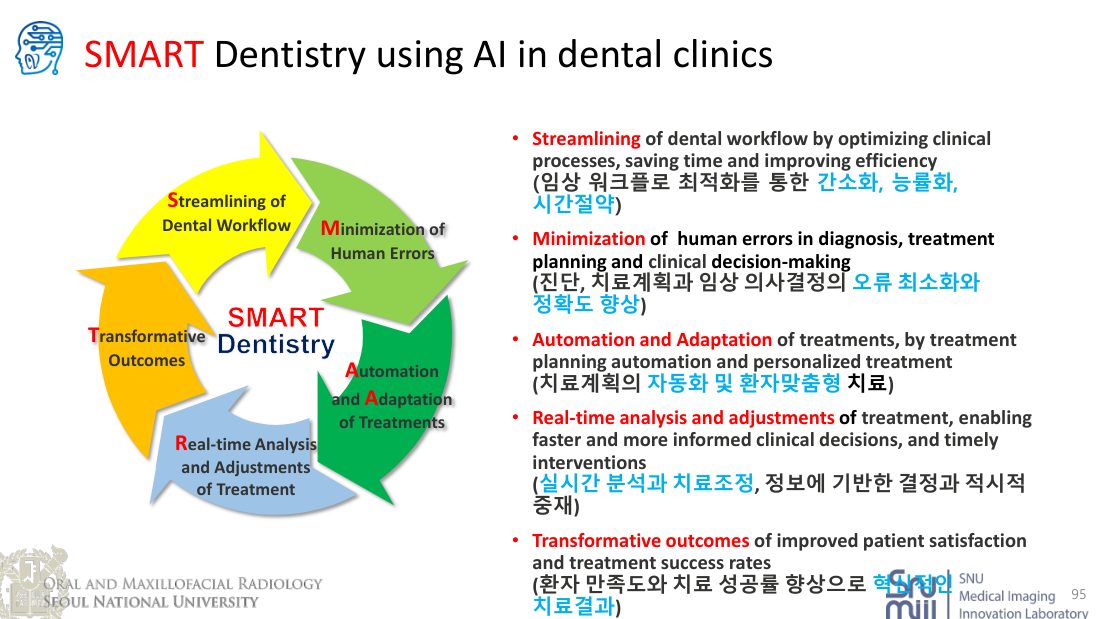 SMART Dentistry using AI in dental clinics
Streamlining of
Dental Workflow
Minimization of
Human Errors
Automation
and Adaptation
of Treatments
Real-time Analysis
and Adjustments
of Treatment
Transformative
Outcomes
SMART
Dentistry
• Streamlining of dental workflow by optimizing clinical
processes, saving time and improving efficiency
(임상 워크플로 최적화를 통한 간소화, 능률화,
시간절약)
• Minimization of human errors in diagnosis, treatment
planning and clinical decision-making
(진단, 치료계획과 임상 의사결정의 오류 최소화와
정확도 향상)
• Automation and Adaptation of treatments, by treatment
planning automation and personalized treatment
(치료계획의 자동화 및 환자맞춤형 치료)
• Real-time analysis and adjustments of treatment, enabling
faster and more informed clinical decisions, and timely
interventions
(실시간 분석과 치료조정, 정보에 기반한 결정과 적시적
중재)
• Transformative outcomes of improved patient satisfaction
and treatment success rates
(환자 만족도와 치료 성공률 향상으로 혁신적인
치료결과)
ORAL AND MAXILLOFACIAL RADIOLOGY
SEOUL NATIONAL UNIVERSITY
SNU
miil
SNU
Medical Imaging
Innovation Laboratory
95